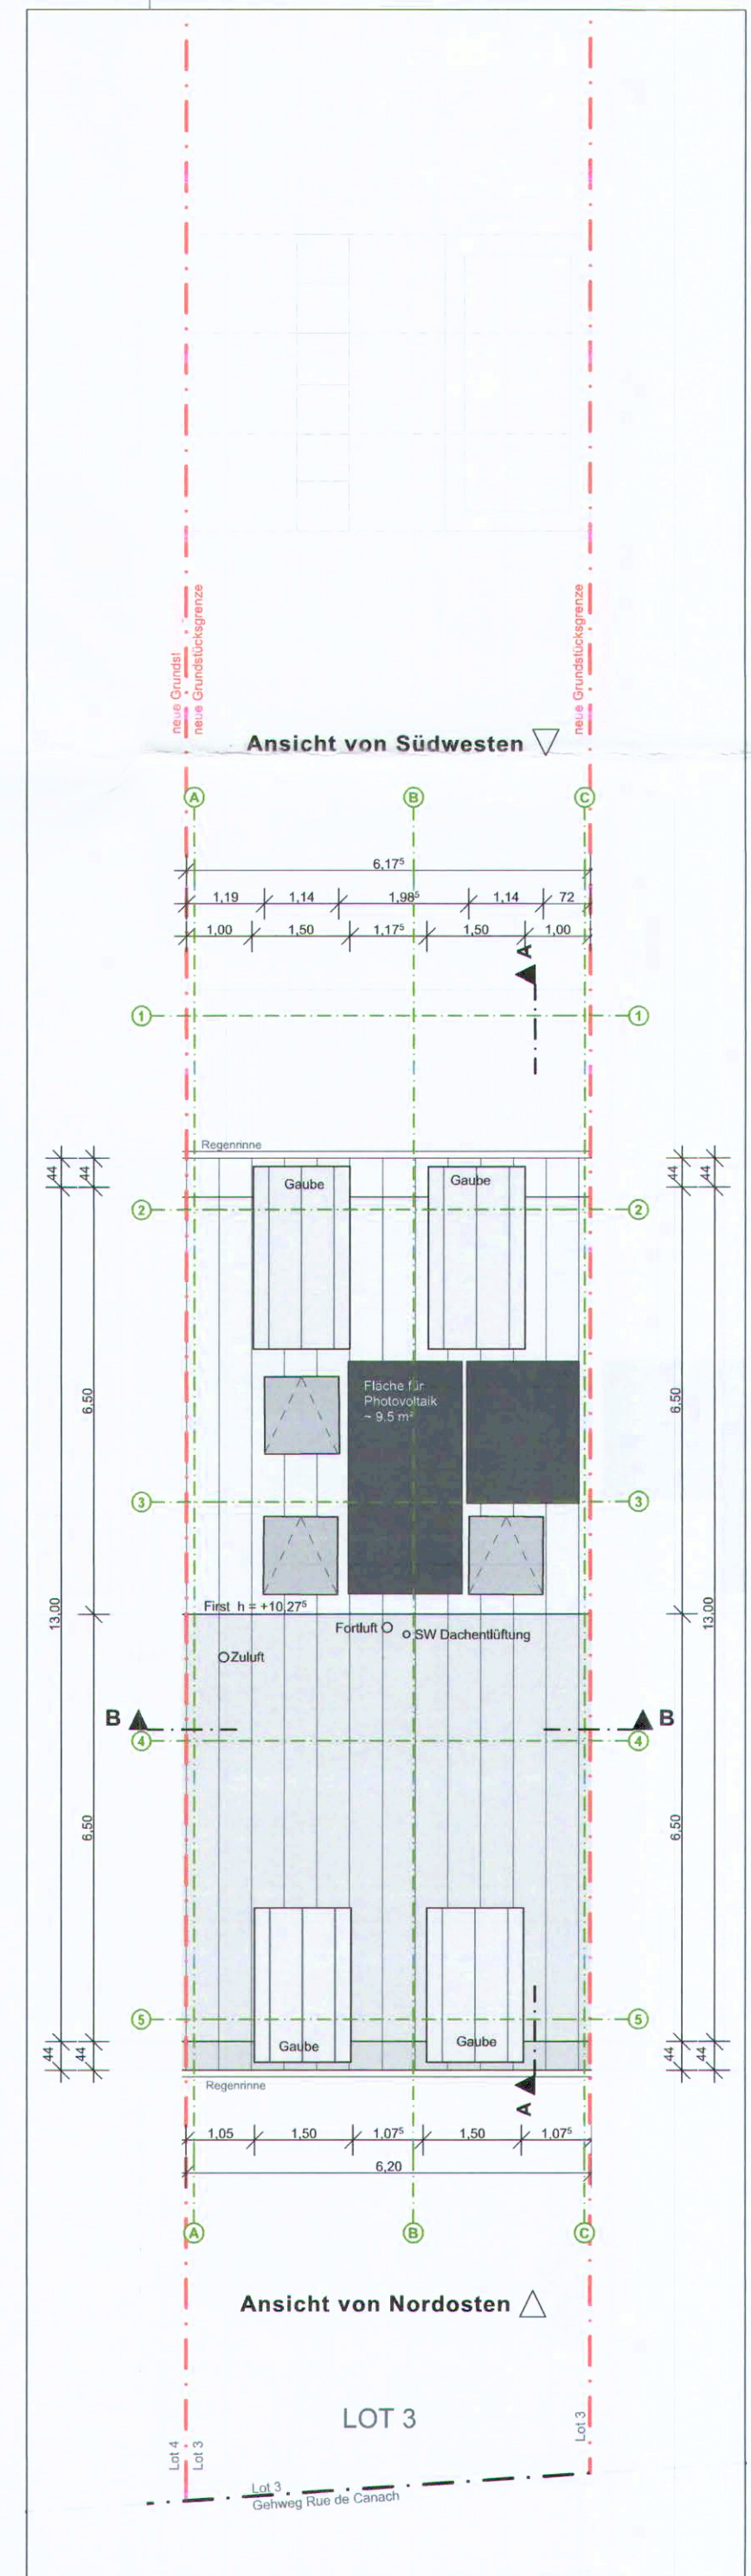 neue Grundst
neue Grundstücksgrenze
neue Grundstücksgrenze
Ansicht von Südwesten
A B C
6,17⁵
1,19 1,14 1,98⁵ 1,14 72
1,00 1,50 1,17⁵ 1,50 1,00
A
1 1
Regenrinne
44 44 44 44
Gaube Gaube
2 2
6,50 6,50
Fläche für
Photovoltaik
~ 9.5 m²
3 3
13,00 13,00
First h = +10,27⁵
Fortluft
SW Dachentlüftung
Zuluft
B B
4 4
6,50 6,50
5 5
Gaube Gaube
44 44 44 44
Regenrinne
A
1,05 1,50 1,07⁵ 1,50 1,07⁵
6,20
A B C
Ansicht von Nordosten
LOT 3
Lot 4
Lot 3
Lot 3
Lot 3
Gehweg Rue de Canach